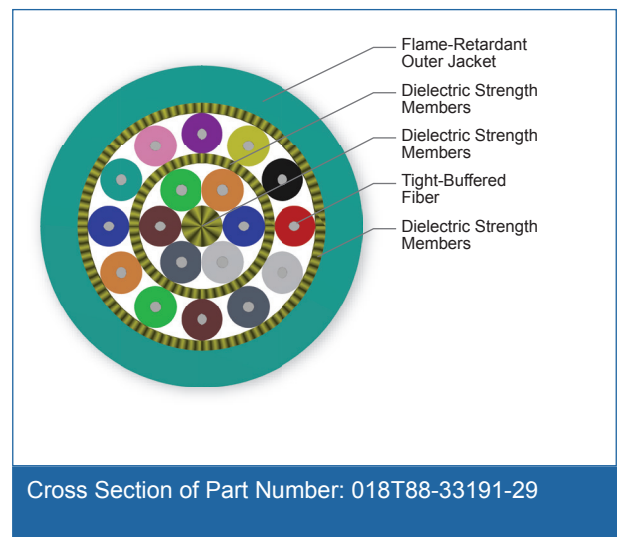 Flame-Retardant
Outer Jacket
Dielectric Strength
Members
Dielectric Strength
Members
Tight-Buffered
Fiber
Dielectric Strength
Members
Cross Section of Part Number: 018T88-33191-29